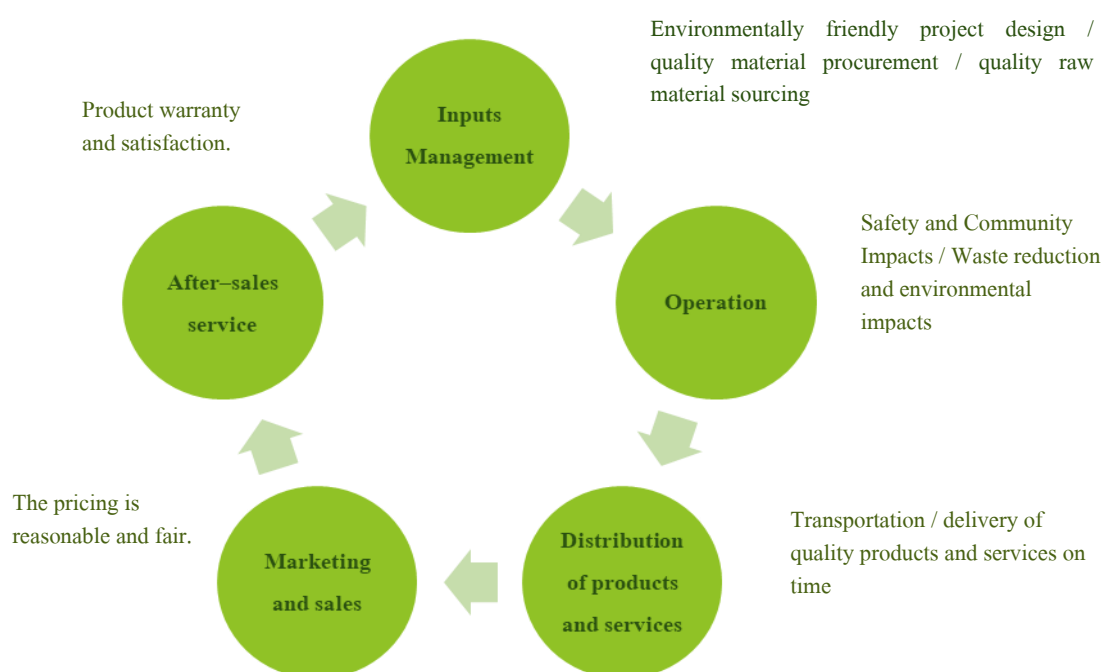 Environmentally friendly project design /
quality material procurement / quality raw
material sourcing
Inputs
Management
Product warranty
and satisfaction.
Safety and Community
Impacts / Waste reduction
and environmental
impacts
Operation
After–sales
service
The pricing is
reasonable and fair.
Marketing
and sales
Distribution
of products
and services
Transportation / delivery of
quality products and services on
time